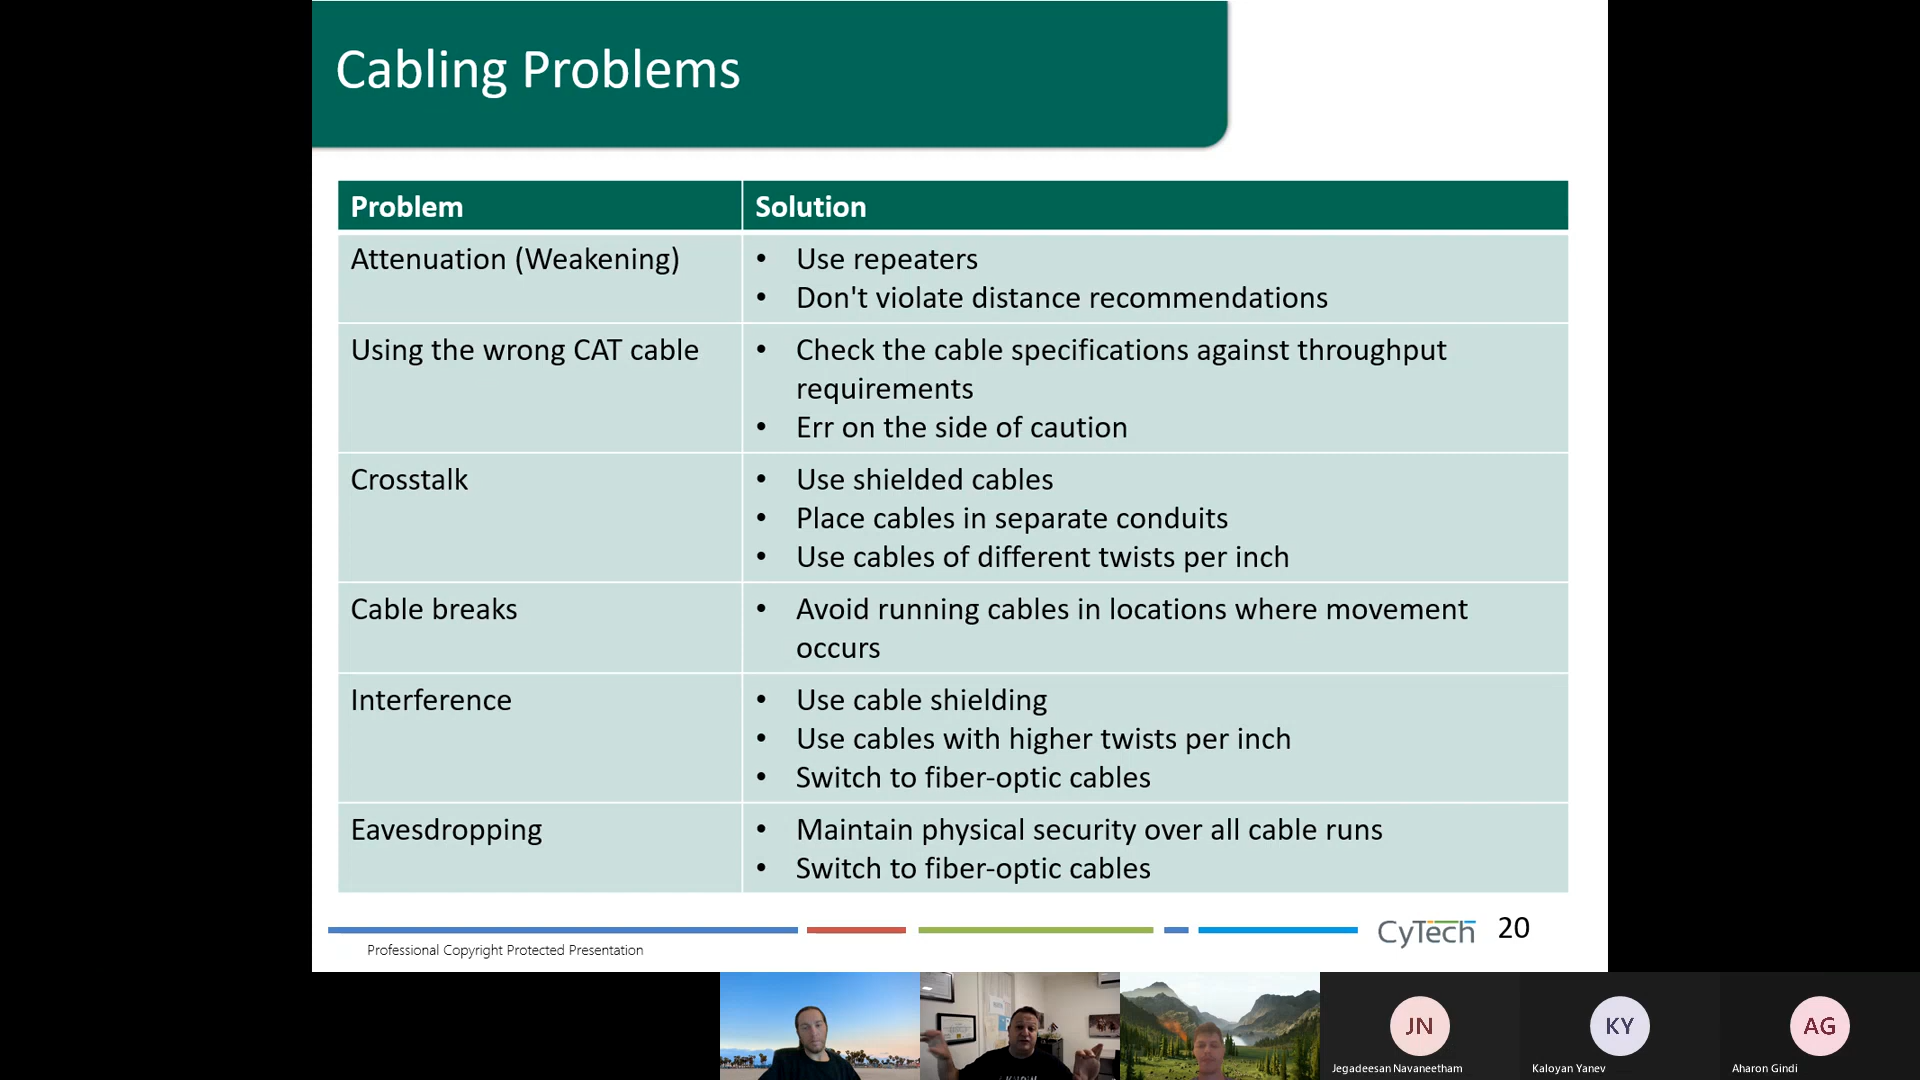 Cabling Problems
Problem
Solution
Attenuation (Weakening)
• Use repeaters
• Don't violate distance recommendations
Using the wrong CAT cable
• Check the cable specifications against throughput
requirements
• Err on the side of caution
Crosstalk
• Use shielded cables
• Place cables in separate conduits
• Use cables of different twists per inch
Cable breaks
• Avoid running cables in locations where movement
occurs
Interference
• Use cable shielding
• Use cables with higher twists per inch
• Switch to fiber-optic cables
Eavesdropping
• Maintain physical security over all cable runs
• Switch to fiber-optic cables
CyTech
20
Professional Copyright Protected Presentation
JN
KY
AG
Jegadeesan Navaneetham
Kaloyan Yanev
Aharon Gindi